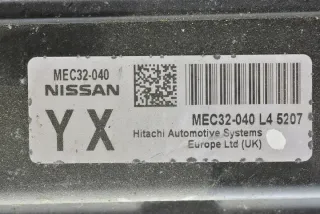 MEC32-040
NISSAN
YX
MEC32-040 L4 5207
Hitachi Automotive Systems
Europe Ltd (UK)